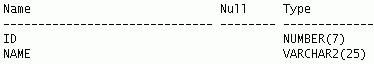 Name                            Null    Type
------------------------------- ------- -------------
ID                                      NUMBER(7)
NAME                                    VARCHAR2(25)